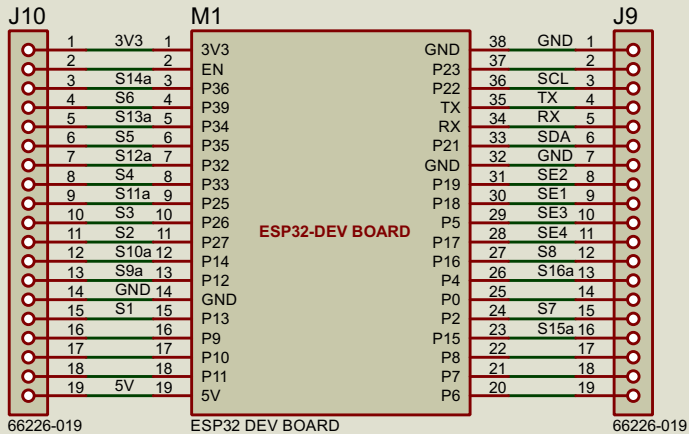 J10 M1 J9
1 3V3 1 3V3 GND 38 GND 1
2 2 EN P23 37 2
3 S14a 3 P36 P22 36 SCL 3
4 S6 4 P39 TX 35 TX 4
5 S13a 5 P34 RX 34 RX 5
6 S5 6 P35 P21 33 SDA 6
7 S12a 7 P32 GND 32 GND 7
8 S4 8 P33 P19 31 SE2 8
9 S11a 9 P25 P18 30 SE1 9
10 S3 10 P26 P5 29 SE3 10
ESP32-DEV BOARD
11 S2 11 P27 P17 28 SE4 11
12 S10a 12 P14 P16 27 S8 12
13 S9a 13 P12 P4 26 S16a 13
14 GND 14 GND P0 25 14
15 S1 15 P13 P2 24 S7 15
16 16 P9 P15 23 S15a 16
17 17 P10 P8 22 17
18 18 P11 P7 21 18
19 5V 19 5V P6 20 19
66226-019 ESP32 DEV BOARD 66226-019